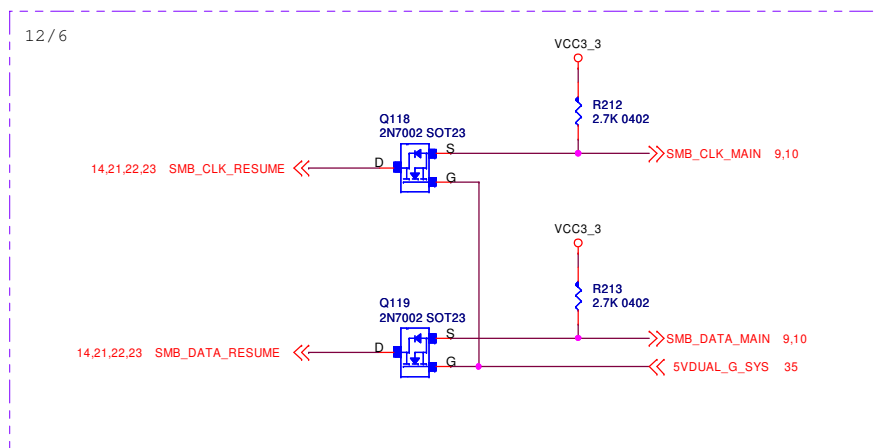 12/6
VCC3_3
R212
2.7K 0402
Q118
2N7002 SOT23
D
S
G
14,21,22,23 SMB_CLK_RESUME
SMB_CLK_MAIN 9,10
VCC3_3
R213
2.7K 0402
Q119
2N7002 SOT23
D
S
G
14,21,22,23 SMB_DATA_RESUME
SMB_DATA_MAIN 9,10
5VDUAL_G_SYS 35